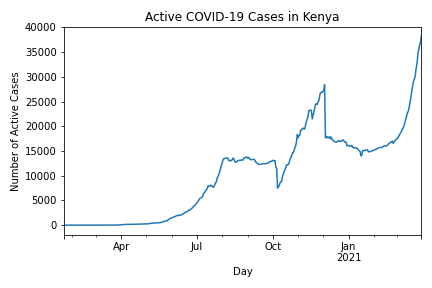 Active COVID-19 Cases in Kenya
Number of Active Cases
40000
35000
30000
25000
20000
15000
10000
5000
0
Apr
Jul
Oct
Jan
2021
Day